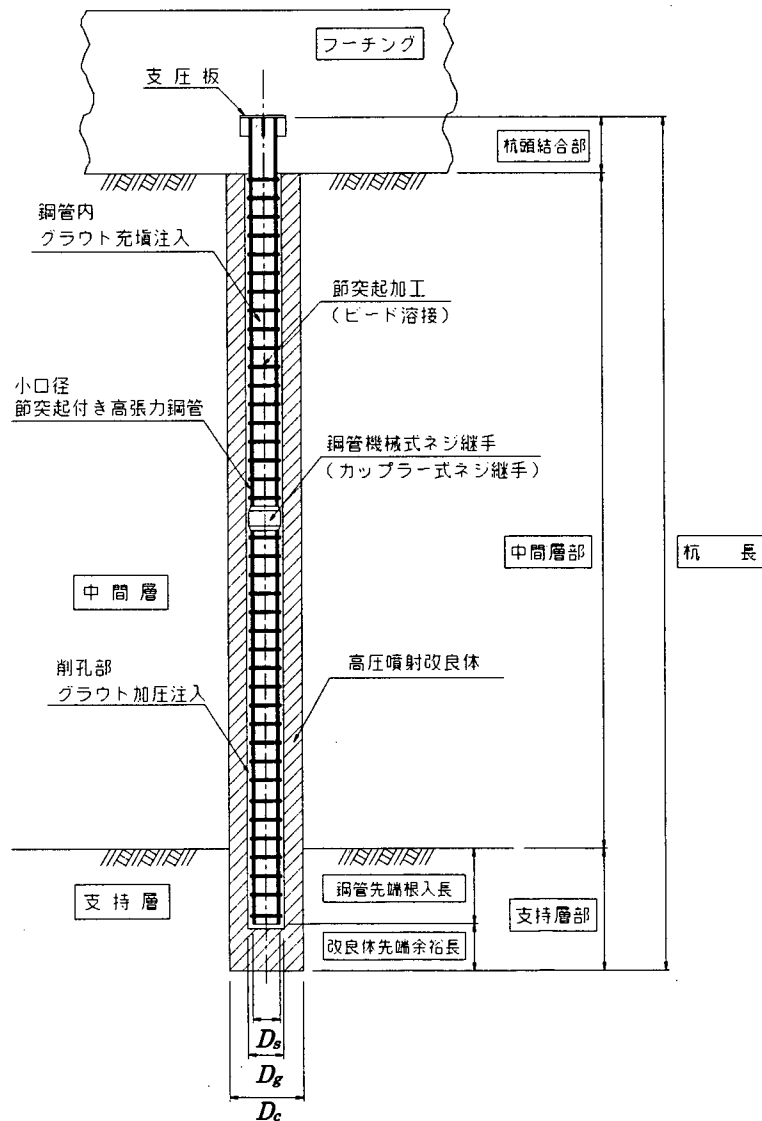 フーチング
支圧板
杭頭結合部
鋼管内
グラウト充塡注入
節突起加工
(ビード溶接)
小口径
節突起付き高張力鋼管
鋼管機械式ネジ継手
(カップラー式ネジ継手)
中間層部
杭 長
中間層
削孔部
グラウト加圧注入
高圧噴射改良体
支持層
鋼管先端根入長
支持層部
改良体先端余裕長
Ds
Dg
Dc